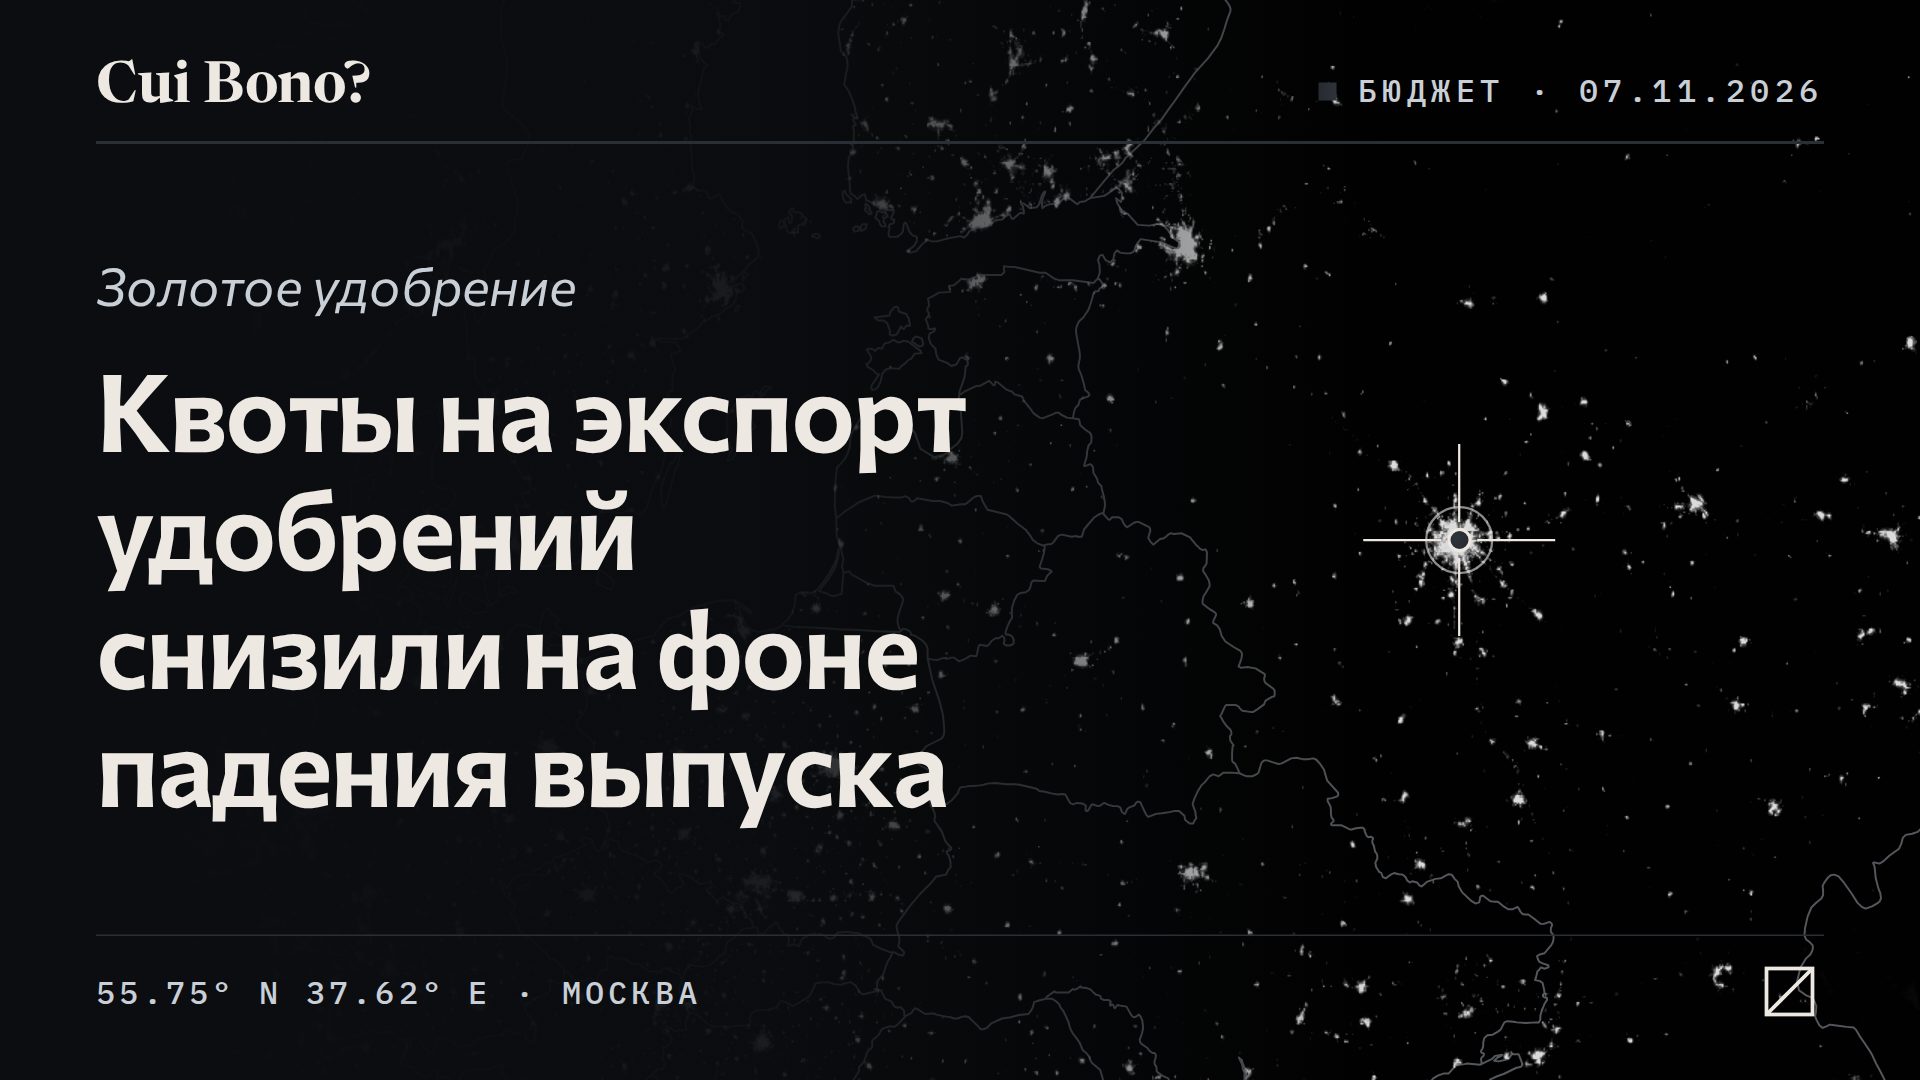 Cui Bono?
БЮДЖЕТ · 07.11.2026
Золотое удобрение
Квоты на экспорт
удобрений
снизили на фоне
падения выпуска
55.75° N 37.62° E · МОСКВА